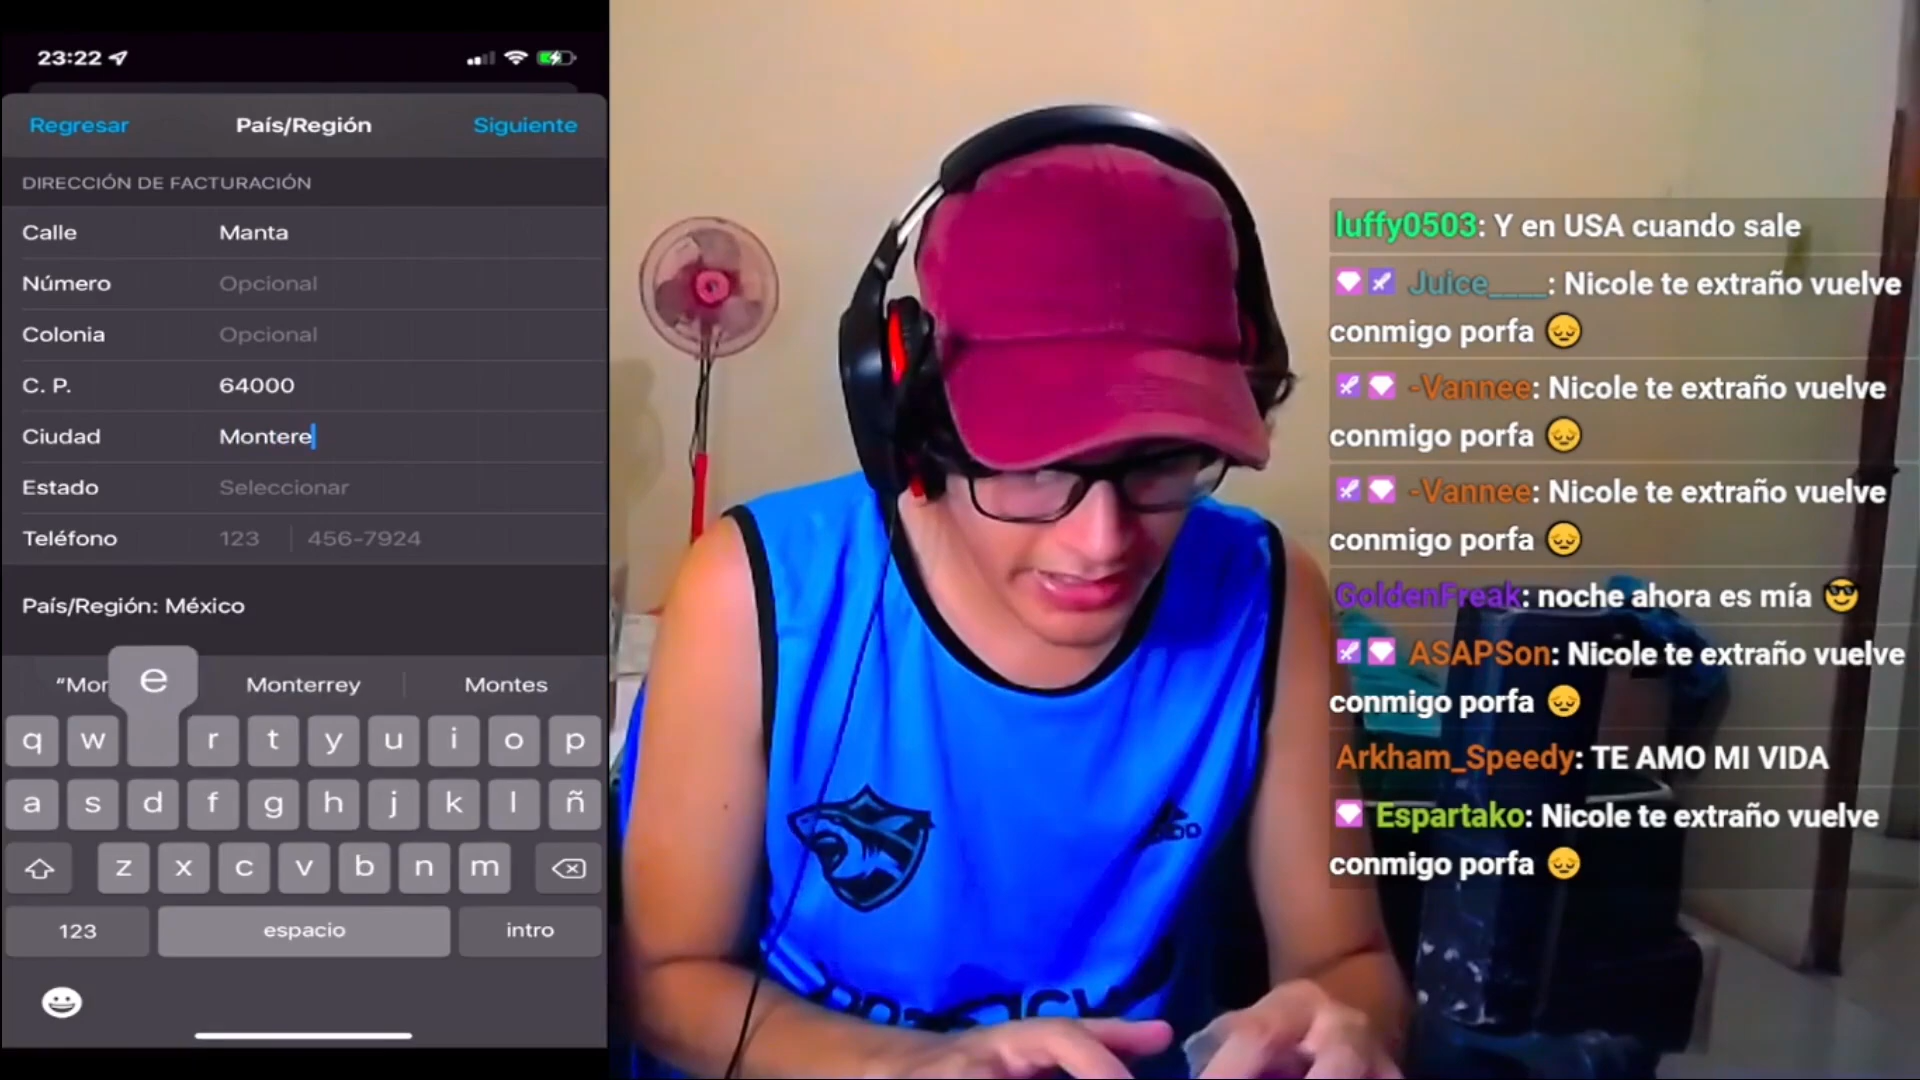 23:22
Regresar País/Región Siguiente
DIRECCIÓN DE FACTURACIÓN
Calle Manta
Número Opcional
Colonia Opcional
C. P. 64000
Ciudad Montere
Estado Seleccionar
Teléfono 123 456-7924
País/Región: México
“Mor e Monterrey Montes
q w r t y u i o p
a s d f g h j k l ñ
z x c v b n m
123 espacio intro
luffy0503: Y en USA cuando sale
Juice____: Nicole te extraño vuelve
conmigo porfa 😔
-Vannee: Nicole te extraño vuelve
conmigo porfa 😔
-Vannee: Nicole te extraño vuelve
conmigo porfa 😔
GoldenFreak: noche ahora es mía 😎
ASAPSon: Nicole te extraño vuelve
conmigo porfa 😔
Arkham_Speedy: TE AMO MI VIDA
Espartako: Nicole te extraño vuelve
conmigo porfa 😔